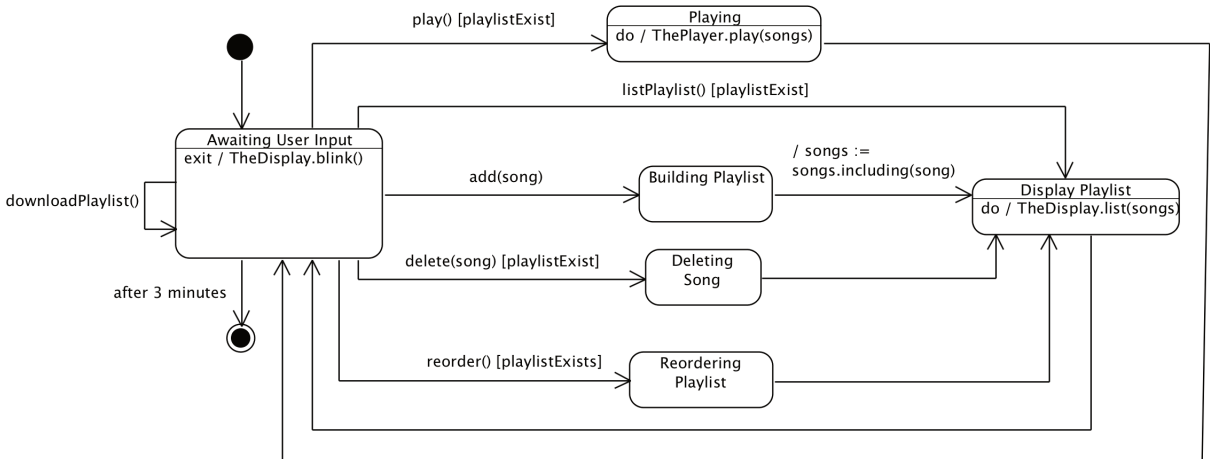 play() [playlistExist]
Playing
do / ThePlayer.play(songs)
listPlaylist() [playlistExist]
Awaiting User Input
exit / TheDisplay.blink()
downloadPlaylist()
add(song)
Building Playlist
/ songs :=
songs.including(song)
Display Playlist
do / TheDisplay.list(songs)
delete(song) [playlistExist]
Deleting
Song
after 3 minutes
reorder() [playlistExists]
Reordering
Playlist